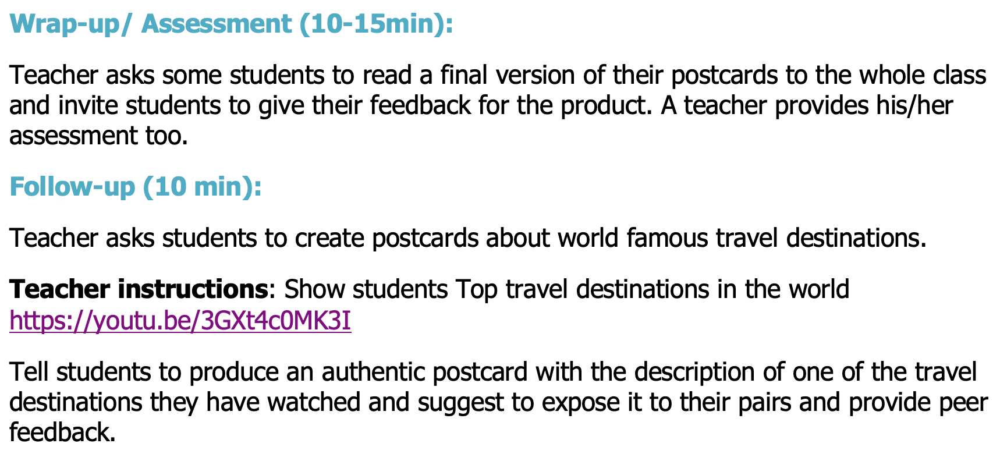 Wrap-up/ Assessment (10-15min):
Teacher asks some students to read a final version of their postcards to the whole class
and invite students to give their feedback for the product. A teacher provides his/her
assessment too.
Follow-up (10 min):
Teacher asks students to create postcards about world famous travel destinations.
Teacher instructions: Show students Top travel destinations in the world
https://youtu.be/3GXt4c0MK3I
Tell students to produce an authentic postcard with the description of one of the travel
destinations they have watched and suggest to expose it to their pairs and provide peer
feedback.